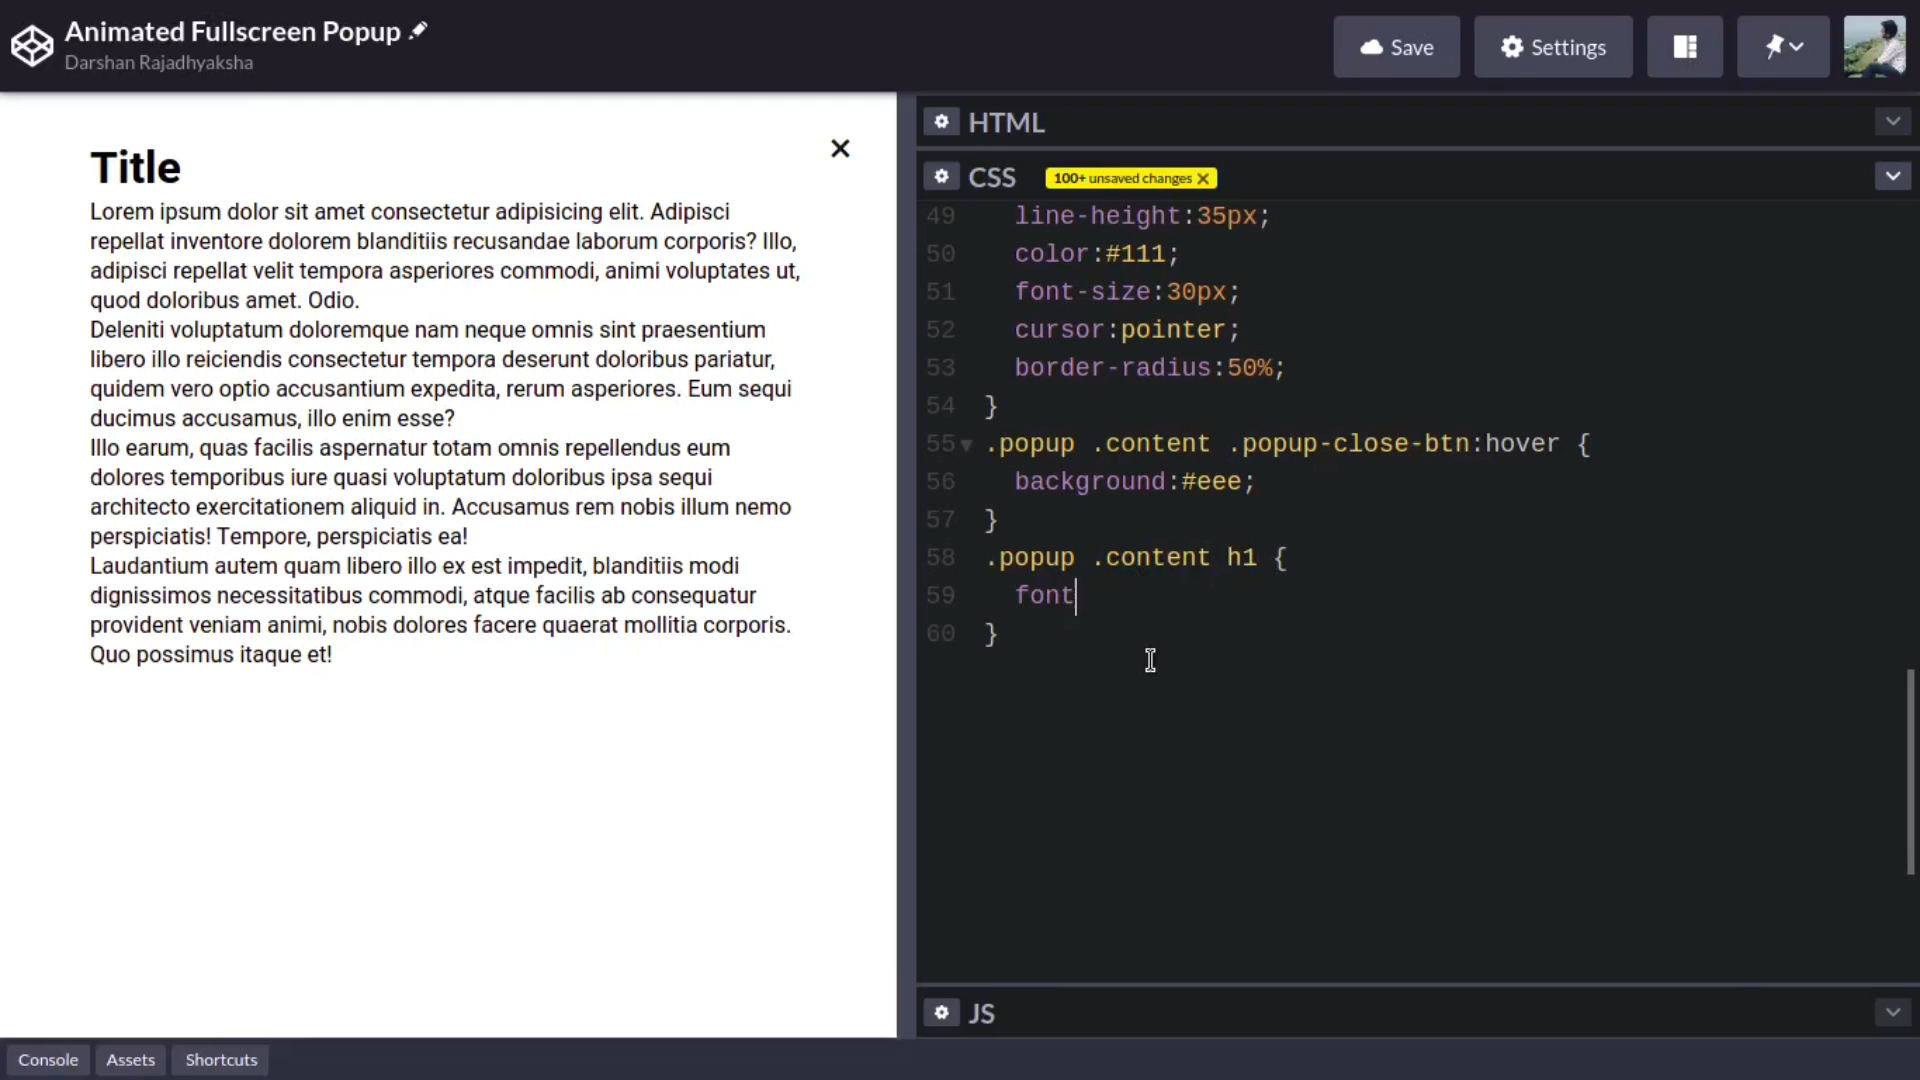 Animated Fullscreen Popup
Darshan Rajadhyaksha
Save
Settings
Title
Lorem ipsum dolor sit amet consectetur adipisicing elit. Adipisci
repellat inventore dolorem blanditiis recusandae laborum corporis? Illo,
adipisci repellat velit tempora asperiores commodi, animi voluptates ut,
quod doloribus amet. Odio.
Deleniti voluptatum doloremque nam neque omnis sint praesentium
libero illo reiciendis consectetur tempora deserunt doloribus pariatur,
quidem vero optio accusantium expedita, rerum asperiores. Eum sequi
ducimus accusamus, illo enim esse?
Illo earum, quas facilis aspernatur totam omnis repellendus eum
dolores temporibus iure quasi voluptatum doloribus ipsa sequi
architecto exercitationem aliquid in. Accusamus rem nobis illum nemo
perspiciatis! Tempore, perspiciatis ea!
Laudantium autem quam libero illo ex est impedit, blanditiis modi
dignissimos necessitatibus commodi, atque facilis ab consequatur
provident veniam animi, nobis dolores facere quaerat mollitia corporis.
Quo possimus itaque et!
HTML
CSS 100+ unsaved changes ×
49 line-height:35px;
50 color:#111;
51 font-size:30px;
52 cursor:pointer;
53 border-radius:50%;
54 }
55 .popup .content .popup-close-btn:hover {
56 background:#eee;
57 }
58 .popup .content h1 {
59 font
60 }
JS
Console
Assets
Shortcuts